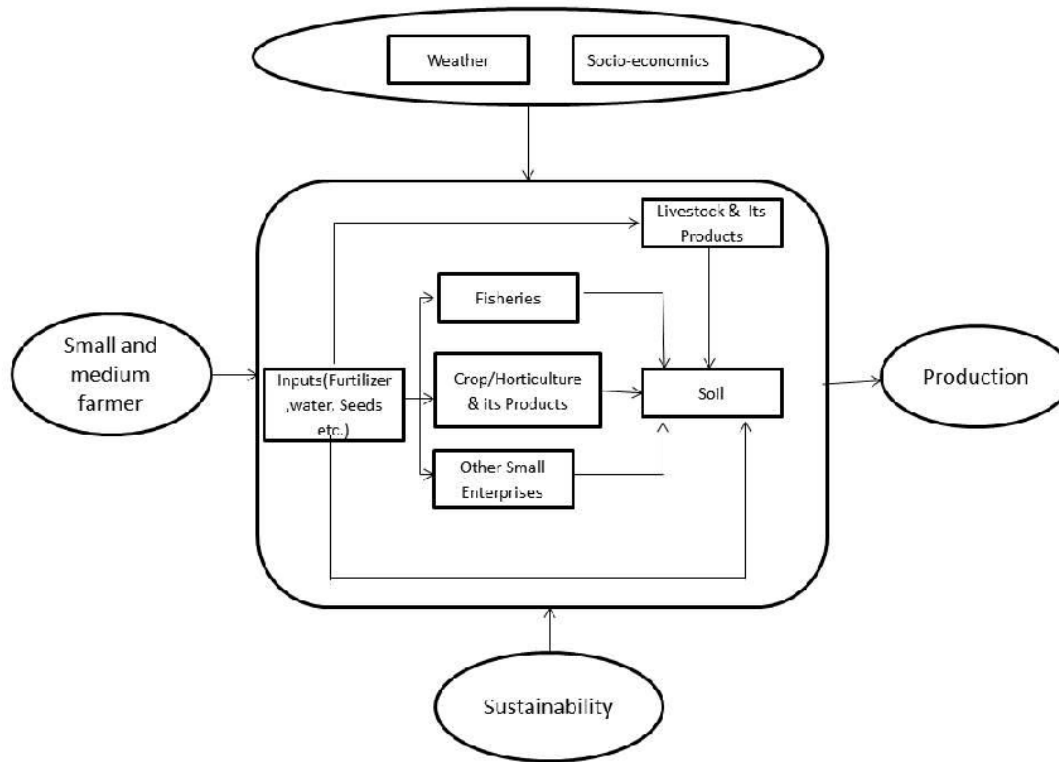 Weather
Socio-economics
Livestock & Its
Products
Fisheries
Small and
medium
farmer
Inputs(Furtilizer
,water, Seeds
etc.)
Crop/Horticulture
& its Products
Soil
Production
Other Small
Enterprises
Sustainability